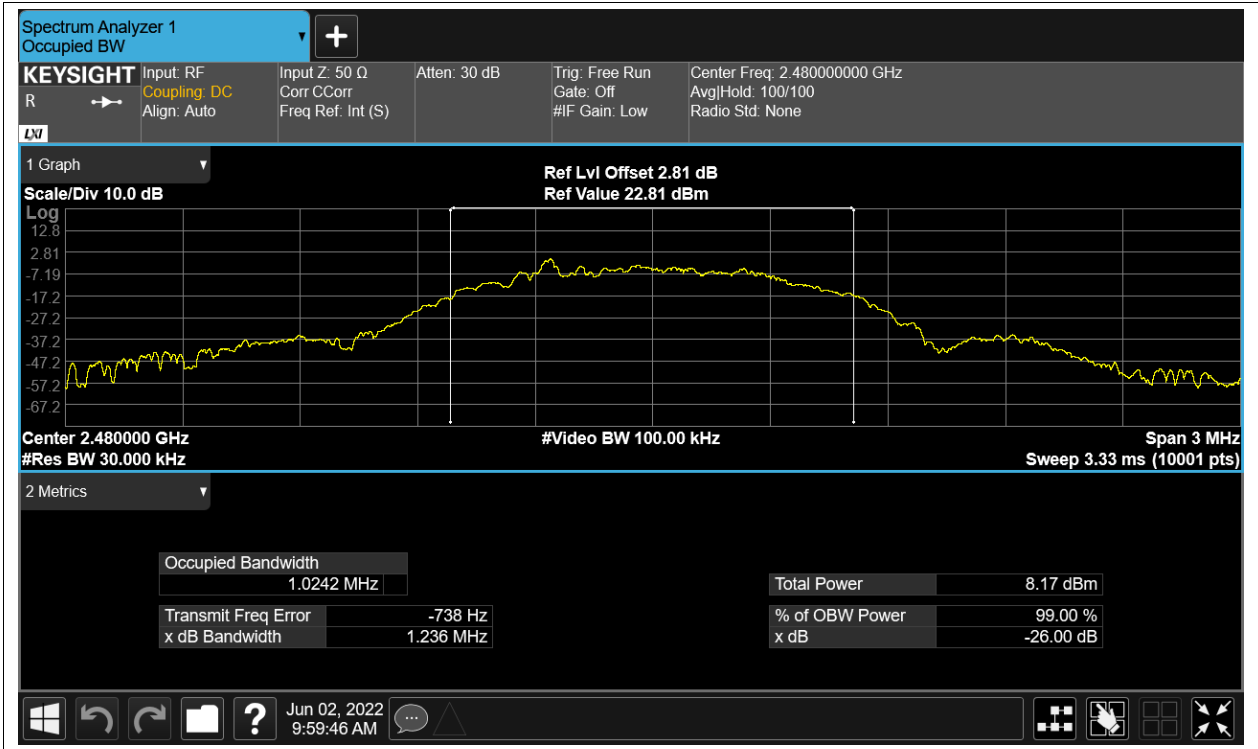 Spectrum Analyzer 1
Occupied BW
KEYSIGHT
R
LXI
Input: RF
Coupling: DC
Align: Auto
Input Z: 50 Ω
Corr CCorr
Freq Ref: Int (S)
Atten: 30 dB
Trig: Free Run
Gate: Off
#IF Gain: Low
Center Freq: 2.480000000 GHz
Avg|Hold: 100/100
Radio Std: None
1 Graph
Scale/Div 10.0 dB
Ref Lvl Offset 2.81 dB
Ref Value 22.81 dBm
Log
12.8
2.81
-7.19
-17.2
-27.2
-37.2
-47.2
-57.2
-67.2
Center 2.480000 GHz
#Res BW 30.000 kHz
#Video BW 100.00 kHz
Span 3 MHz
Sweep 3.33 ms (10001 pts)
2 Metrics
Occupied Bandwidth
1.0242 MHz
Transmit Freq Error -738 Hz
x dB Bandwidth 1.236 MHz
Total Power 8.17 dBm
% of OBW Power 99.00 %
x dB -26.00 dB
?
Jun 02, 2022
9:59:46 AM